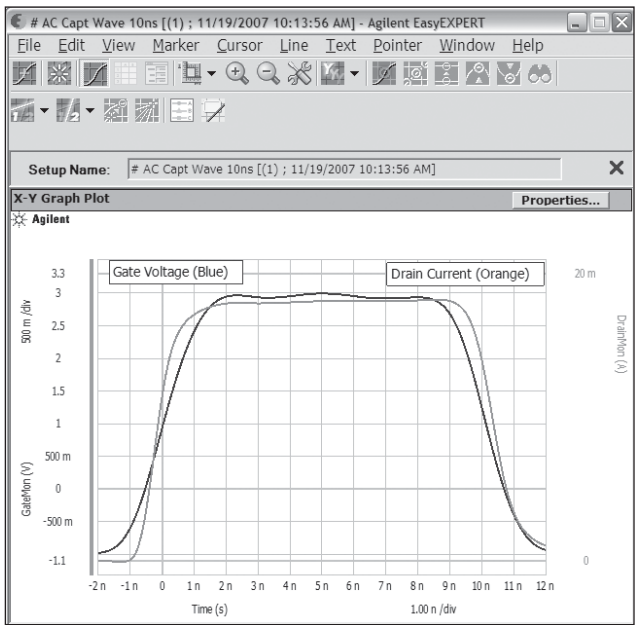 # AC Capt Wave 10ns [(1) ; 11/19/2007 10:13:56 AM] - Agilent EasyEXPERT
File Edit View Marker Cursor Line Text Pointer Window Help
Setup Name: # AC Capt Wave 10ns [(1) ; 11/19/2007 10:13:56 AM]
X-Y Graph Plot Properties...
Agilent
Gate Voltage (Blue) Drain Current (Orange)
3.3 20 m
3
2.5
2
1.5
1
500 m
0
-500 m
-1.1 0
500 m /div
GateMon (V)
DrainMon (A)
-2 n -1 n 0 1 n 2 n 3 n 4 n 5 n 6 n 7 n 8 n 9 n 10 n 11 n 12 n
Time (s) 1.00 n /div